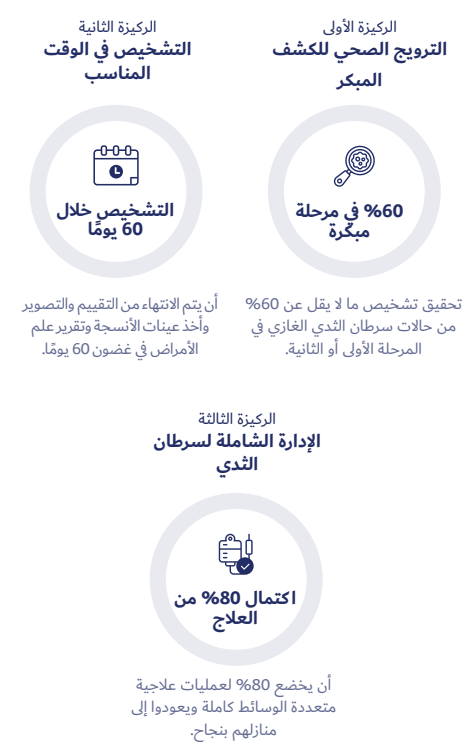 الركيزة الأولى
الترويج الصحي للكشف
المبكر
60% في مرحلة
مبكرة
تحقيق تشخيص ما لا يقل عن 60%
من حالات سرطان الثدي الغازي في
المرحلة الأولى أو الثانية.
الركيزة الثانية
التشخيص في الوقت
المناسب
التشخيص خلال
60 يومًا
أن يتم الانتهاء من التقييم والتصوير
وأخذ عينات الأنسجة وتقرير علم
الأمراض في غضون 60 يومًا.
الركيزة الثالثة
الإدارة الشاملة لسرطان
الثدي
اكتمال 80% من
العلاج
أن يخضع 80% لعمليات علاجية
متعددة الوسائط كاملة ويعودوا إلى
منازلهم بنجاح.